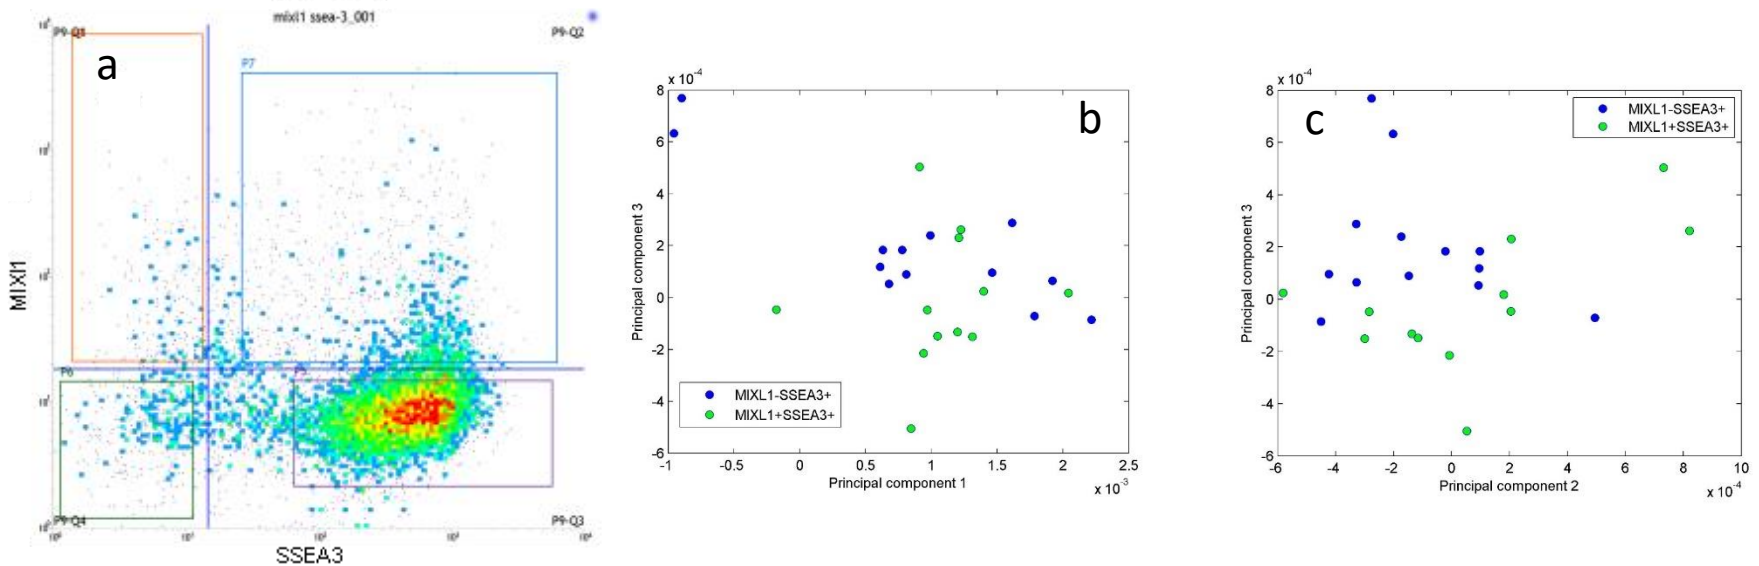 mixl1 ssea-3_001
P9-Q1
P9-Q2
a
P7
MIXl1
P6
P5
P9-Q4
P9-Q3
SSEA3
x 10⁻⁴
8
6
4
2
0
-2
-4
-6
b
Principal component 3
MIXL1-SSEA3+
MIXL1+SSEA3+
-1
-0.5
0
0.5
1
1.5
2
2.5
Principal component 1
x 10⁻³
x 10⁻⁴
8
6
4
2
0
-2
-4
-6
c
Principal component 3
MIXL1-SSEA3+
MIXL1+SSEA3+
-6
-4
-2
0
2
4
6
8
10
Principal component 2
x 10⁻⁴